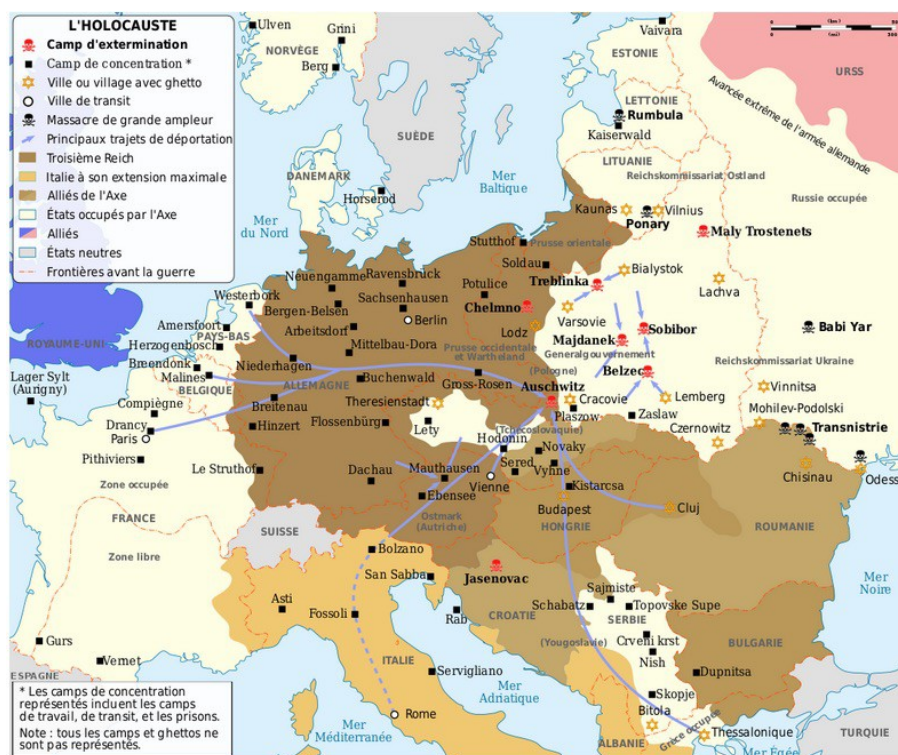 L'HOLOCAUSTE
Camp d'extermination
Camp de concentration *
Ville ou village avec ghetto
Ville de transit
Massacre de grande ampleur
Principaux trajets de déportation
Troisième Reich
Italie à son extension maximale
Alliés de l'Axe
États occupés par l'Axe
Alliés
États neutres
Frontières avant la guerre
Ulven
Grini
NORVÈGE
Berg
SUÈDE
Vaivara
ESTONIE
URSS
Avancée extrême de l'armée allemande
LETTONIE
Rumbula
Kaiserwald
LITUANIE
Reichskommissariat Ostland
Russie occupée
DANEMARK
Horserød
Mer
Baltique
Mer
du Nord
Kaunas
Vilnius
Ponary
Maly Trostenets
Stutthof
Prusse orientale
Soldau
Treblinka
Bialystok
Lachva
Neuengamme
Ravensbrück
Potulice
Westerbork
Sachsenhausen
Chelmno
Bergen-Belsen
Berlin
Varsovie
Amersfoort
Arbeitsdorf
Lodz
Majdanek
Sobibor
Babi Yar
ROYAUME-UNI
PAYS-BAS
Herzogenbosch
Mittelbau-Dora
Prusse occidentale
et Wartheland
Generalgouvernement
(Pologne)
Reichskommissariat Ukraine
Breendonk
Niederhagen
Belzec
Lager Sylt
(Aurigny)
Malines
BELGIQUE
ALLEMAGNE
Buchenwald
Gross-Rosen
Auschwitz
Vinnitsa
Compiègne
Breitenau
Theresienstadt
Cracovie
Lemberg
Mohilev-Podolski
Drancy
Paris
Hinzert
Flossenbürg
Lety
Plaszow
Zaslaw
Transnistrie
(Tchécoslovaquie)
Czernowitz
Hodonin
Novaky
Pithiviers
Le Struthof
Dachau
Mauthausen
Sered
Vyhne
Chisinau
Odess
Zone occupée
Vienne
Kistarcsa
Ebensee
Budapest
Cluj
FRANCE
Ostmark
(Autriche)
HONGRIE
ROUMANIE
SUISSE
Zone libre
Bolzano
San Sabba
Jasenovac
Mer
Noire
Asti
Fossoli
Rab
CROATIE
Schabatz
Sajmiste
Topovske Supe
SERBIE
Crveni krst
Gurs
Vernet
ESPAGNE
ITALIE
(Yougoslavie)
Nish
BULGARIE
Servigliano
Dupnitsa
Mer
Adriatique
Skopje
Bitola
Rome
Mer
Méditerranée
ALBANIE
Grèce occupée
Thessalonique
Mer Égée
TURQUIE
* Les camps de concentration
représentés incluent les camps
de travail, de transit, et les prisons.
Note : tous les camps et ghettos ne
sont pas représentés.